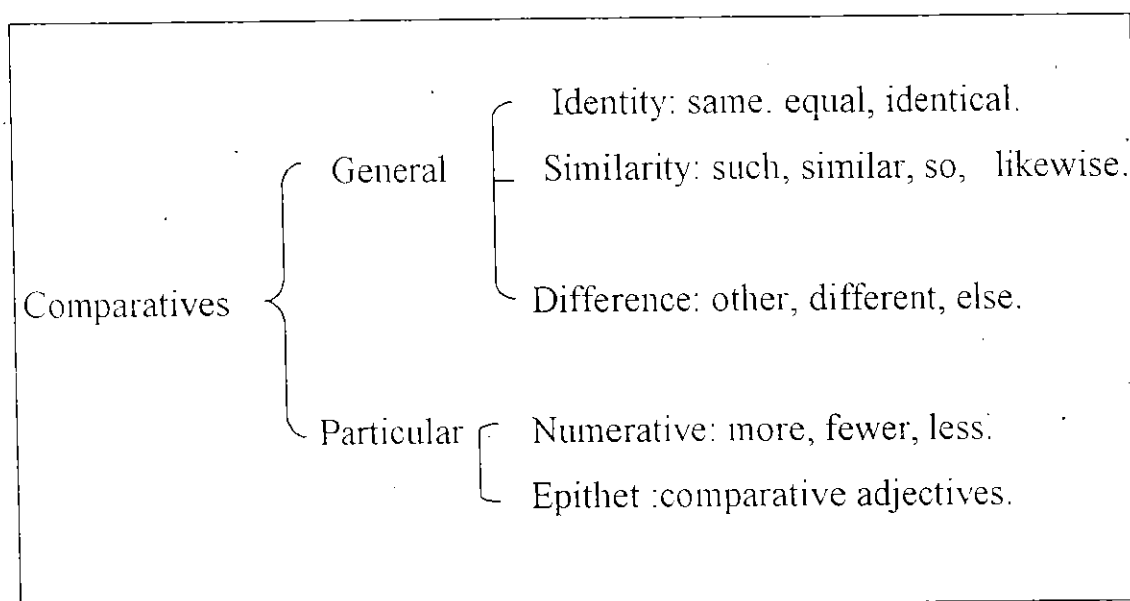 Identity: same. equal, identical.
General
Similarity: such, similar, so, likewise.
Comparatives
Difference: other, different, else.
Particular
Numerative: more, fewer, less.
Epithet :comparative adjectives.